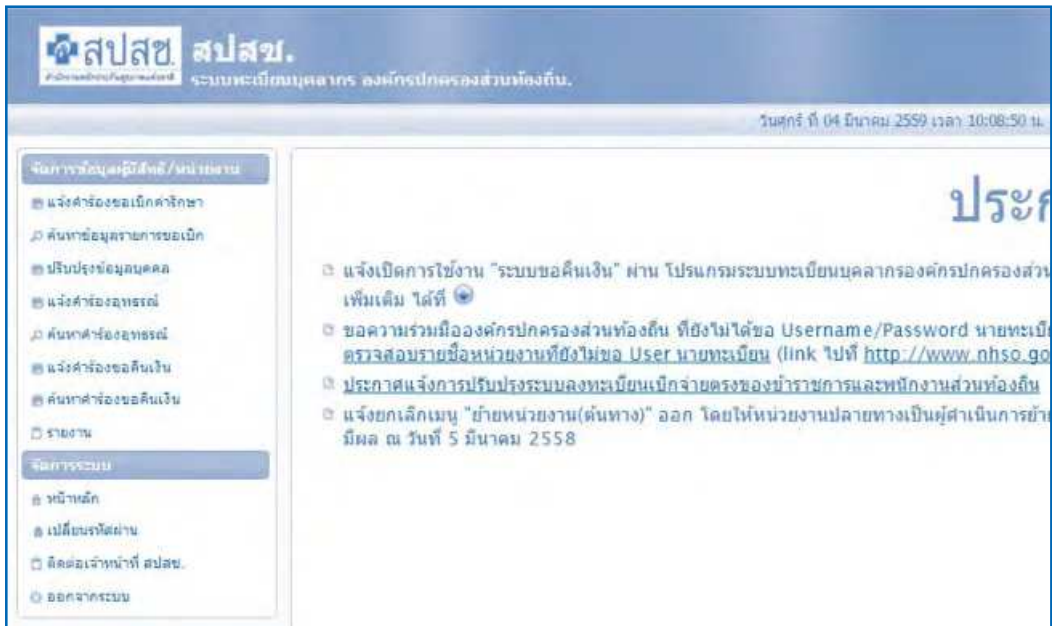 สปสช. สปสช.
สำนักงานหลักประกันสุขภาพแห่งชาติ
ระบบทะเบียนบุคลากร องค์กรปกครองส่วนท้องถิ่น.
วันศุกร์ ที่ 04 มีนาคม 2559 เวลา 10:08:50 น.
จัดการข้อมูลผู้มีสิทธิ/หน่วยงาน
แจ้งคำร้องขอเบิกค่ารักษา
ค้นหาข้อมูลรายการขอเบิก
ปรับปรุงข้อมูลบุคคล
แจ้งคำร้องอุทธรณ์
ค้นหาคำร้องอุทธรณ์
แจ้งคำร้องขอคืนเงิน
ค้นหาคำร้องขอคืนเงิน
รายงาน
จัดการระบบ
หน้าหลัก
เปลี่ยนรหัสผ่าน
ติดต่อเจ้าหน้าที่ สปสช.
ออกจากระบบ
ประก
แจ้งเปิดการใช้งาน "ระบบขอคืนเงิน" ผ่าน โปรแกรมระบบทะเบียนบุคลากรองค์กรปกครองส่วน
เพิ่มเติม ได้ที่
ขอความร่วมมือองค์กรปกครองส่วนท้องถิ่น ที่ยังไม่ได้ขอ Username/Password นายทะเบี
ตรวจสอบรายชื่อหน่วยงานที่ยังไม่ขอ User นายทะเบียน (link ไปที่ http://www.nhso.go
ประกาศแจ้งการปรับปรุงระบบลงทะเบียนเบิกจ่ายตรงของข้าราชการและพนักงานส่วนท้องถิ่น
แจ้งยกเลิกเมนู "ย้ายหน่วยงาน(ต้นทาง)" ออก โดยให้หน่วยงานปลายทางเป็นผู้ดำเนินการย้าย
มีผล ณ วันที่ 5 มีนาคม 2558